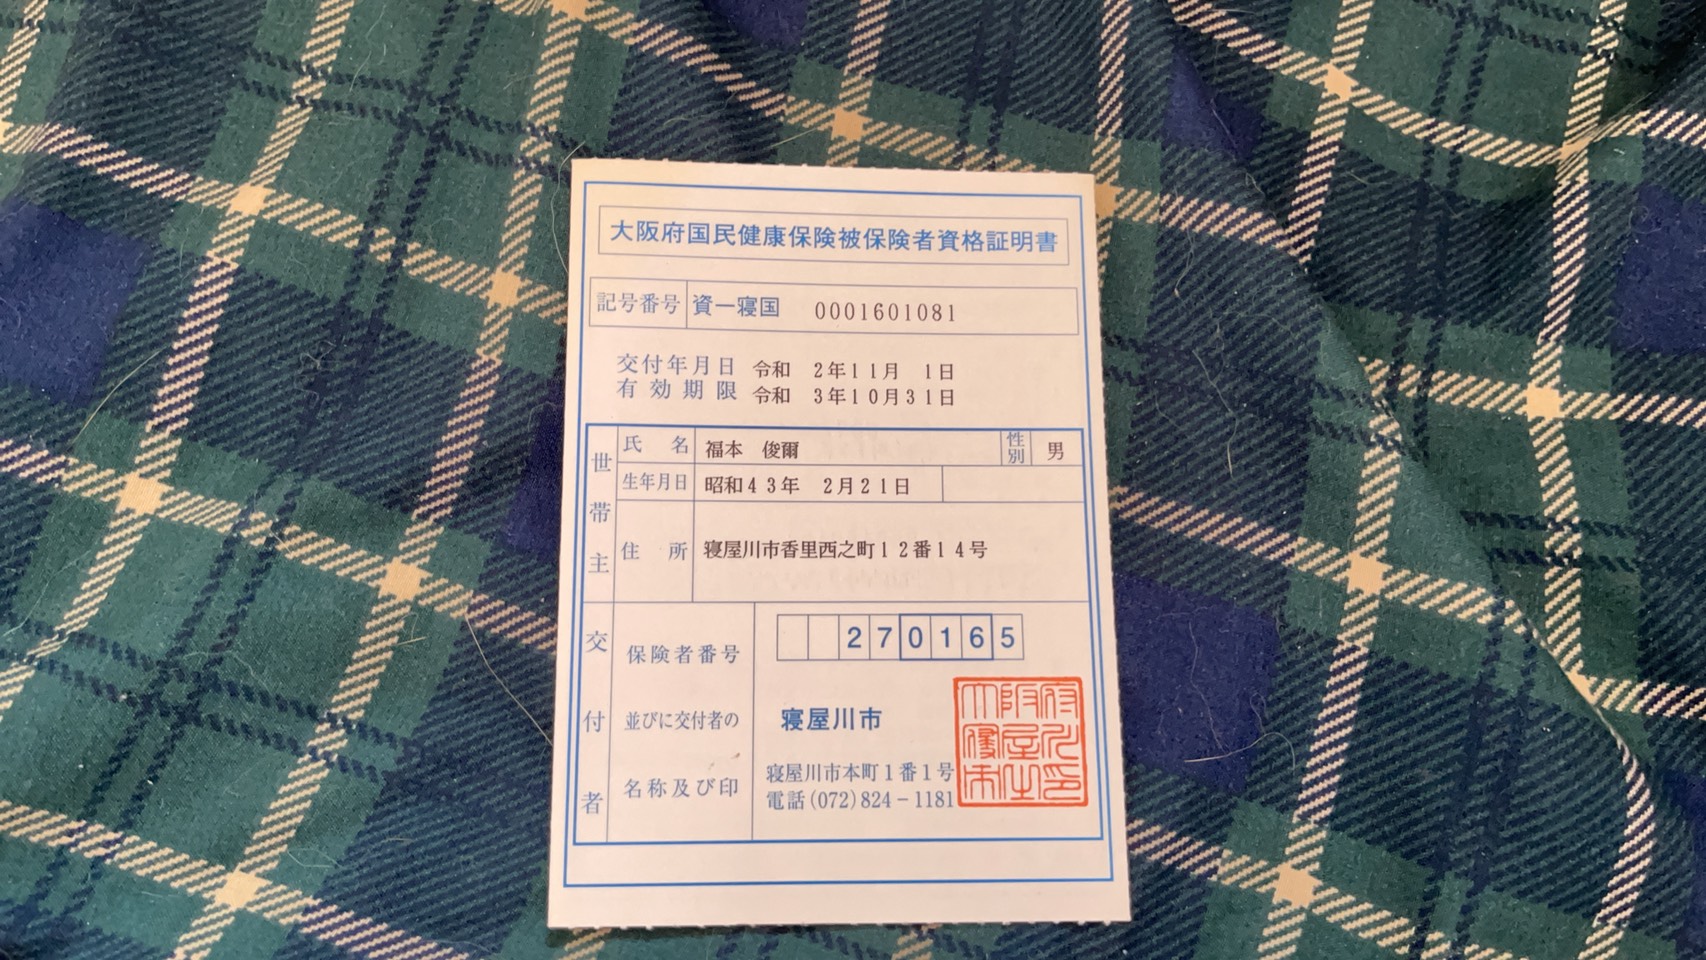 大阪府国民健康保険被保険者資格証明書
記号番号 資一寝国 0001601081
交付年月日 令和 2年11月 1日
有効期限 令和 3年10月31日
世帯主
氏名 福本 俊爾 性別 男
生年月日 昭和43年 2月21日
住所 寝屋川市香里西之町12番14号
交付者
保険者番号 270165
並びに交付者の 寝屋川市
名称及び印 寝屋川市本町1番1号
電話(072)824-1181